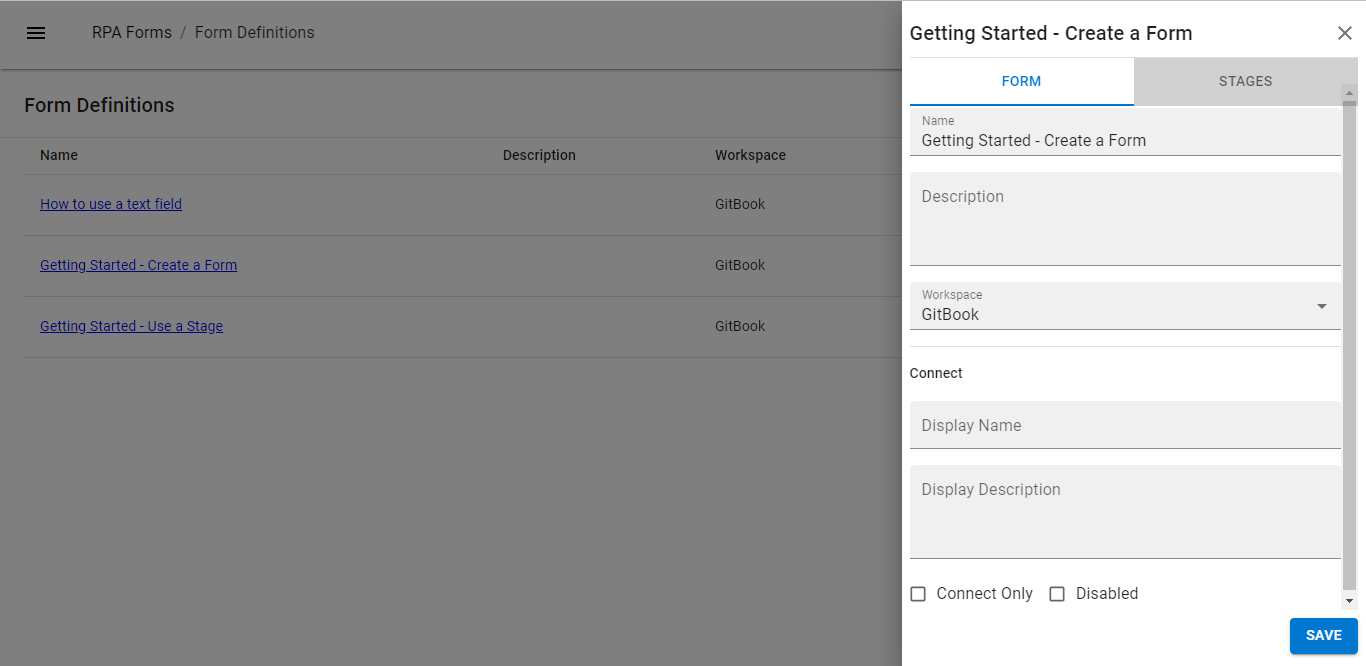 RPA Forms / Form Definitions
Form Definitions
Name Description Workspace
How to use a text field GitBook
Getting Started - Create a Form GitBook
Getting Started - Use a Stage GitBook
Getting Started - Create a Form
FORM STAGES
Name
Getting Started - Create a Form
Description
Workspace
GitBook
Connect
Display Name
Display Description
Connect Only Disabled
SAVE